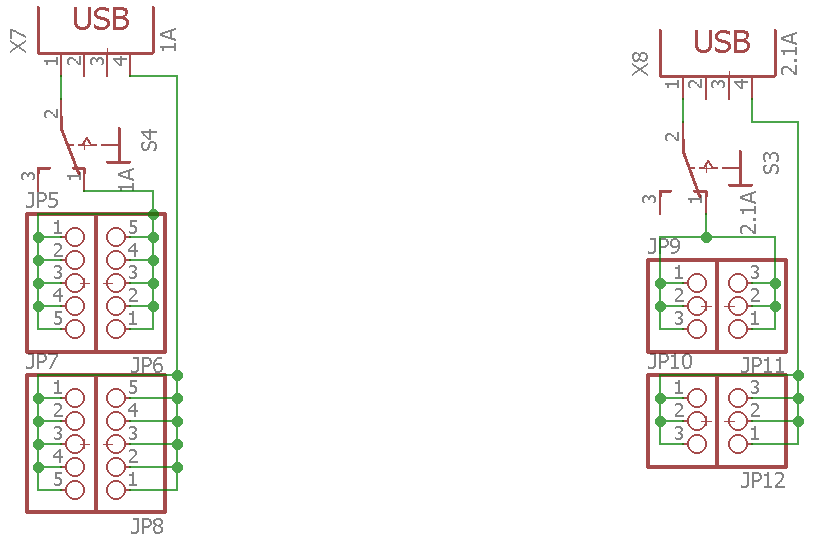 USB
X7
1A
1 2 3 4
2
S4
3 1
1A
JP5
1 5
2 4
3 3
4 2
5 1
JP7 JP6
1 5
2 4
3 3
4 2
5 1
JP8
USB
X8
2.1A
1 2 3 4
2
S3
3 1
2.1A
JP9
1 3
2 2
3 1
JP10 JP11
1 3
2 2
3 1
JP12